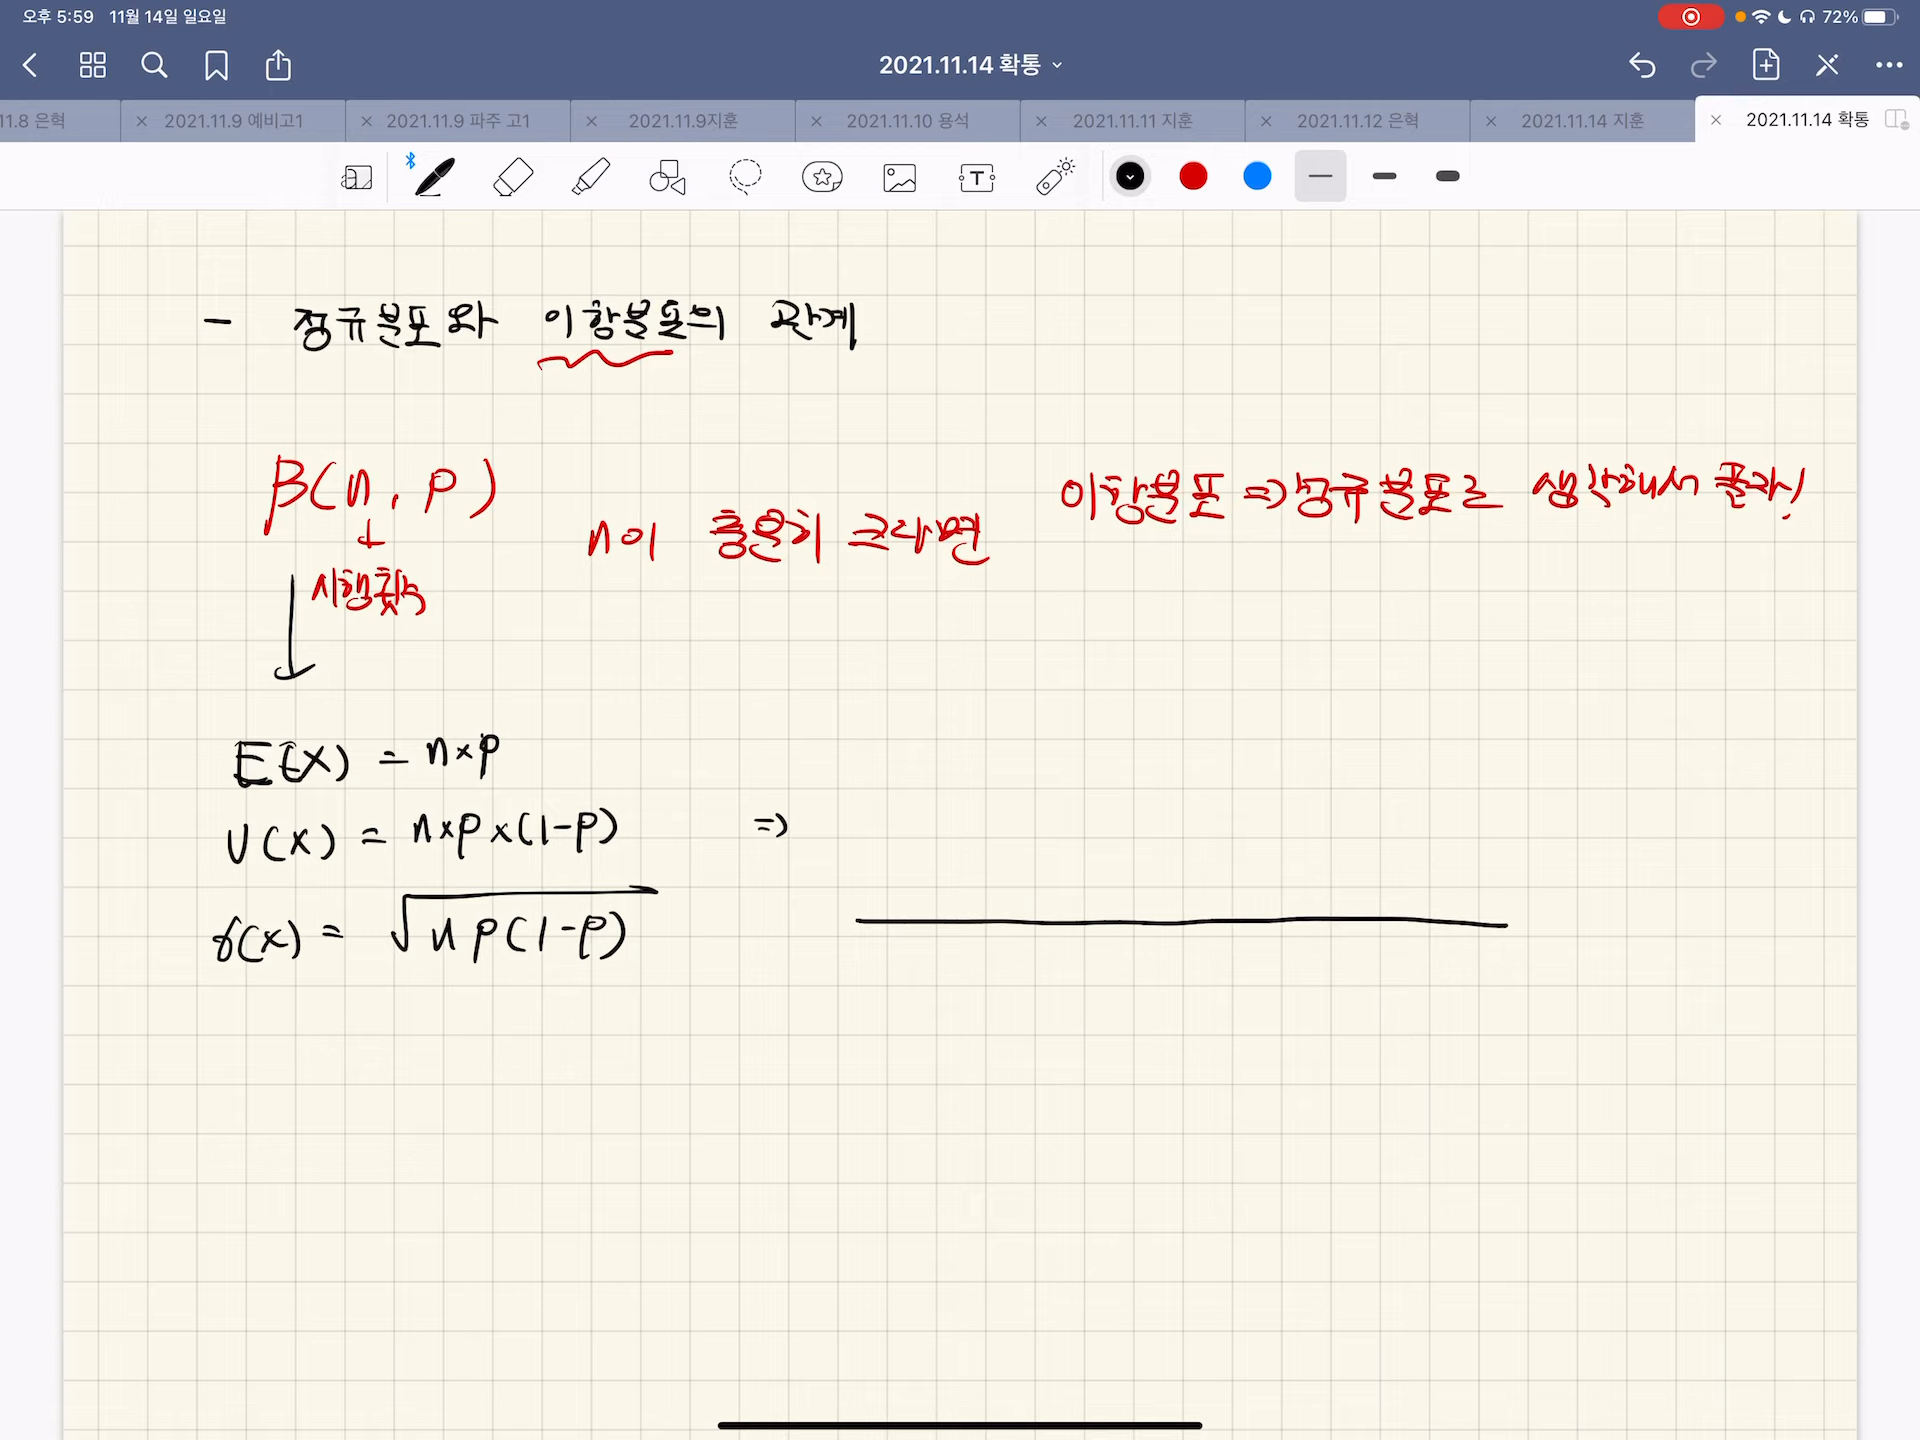 오후 5:59 11월 14일 일요일 72%
2021.11.14 확통
11.8 은혁 2021.11.9 예비고1 2021.11.9 파주 고1 2021.11.9지훈 2021.11.10 용석 2021.11.11 지훈 2021.11.12 은혁 2021.11.14 지훈 2021.11.14 확통
- 정규분포와 이항분포의 관계
B(n, p)
↓
시행횟수
n이 충분히 크다면
이항분포 => 정규분포로 생각해서 풀자!
E(X) = n×p
V(X) = n×p×(1-p) =>
σ(X) = √np(1-p)